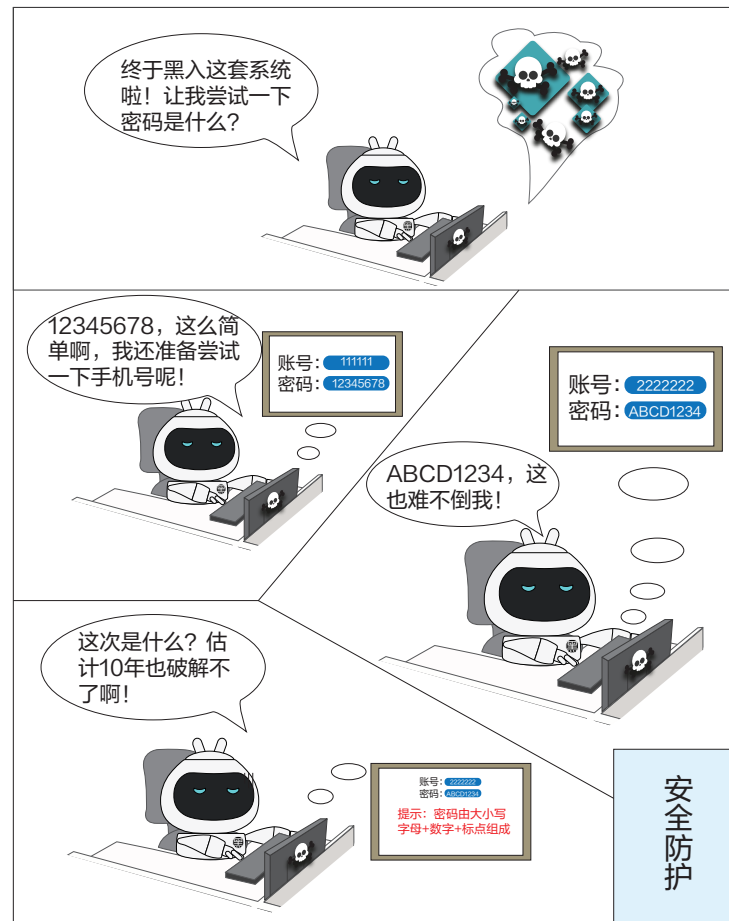 终于黑入这套系统
啦！让我尝试一下
密码是什么？
12345678，这么简
单啊，我还准备尝试
一下手机号呢！
账号：111111
密码：12345678
账号：2222222
密码：ABCD1234
ABCD1234，这
也难不倒我！
这次是什么？估
计10年也破解不
了啊！
账号：2222222
密码：ABCD1234
提示：密码由大小写
字母+数字+标点组成
安全防护